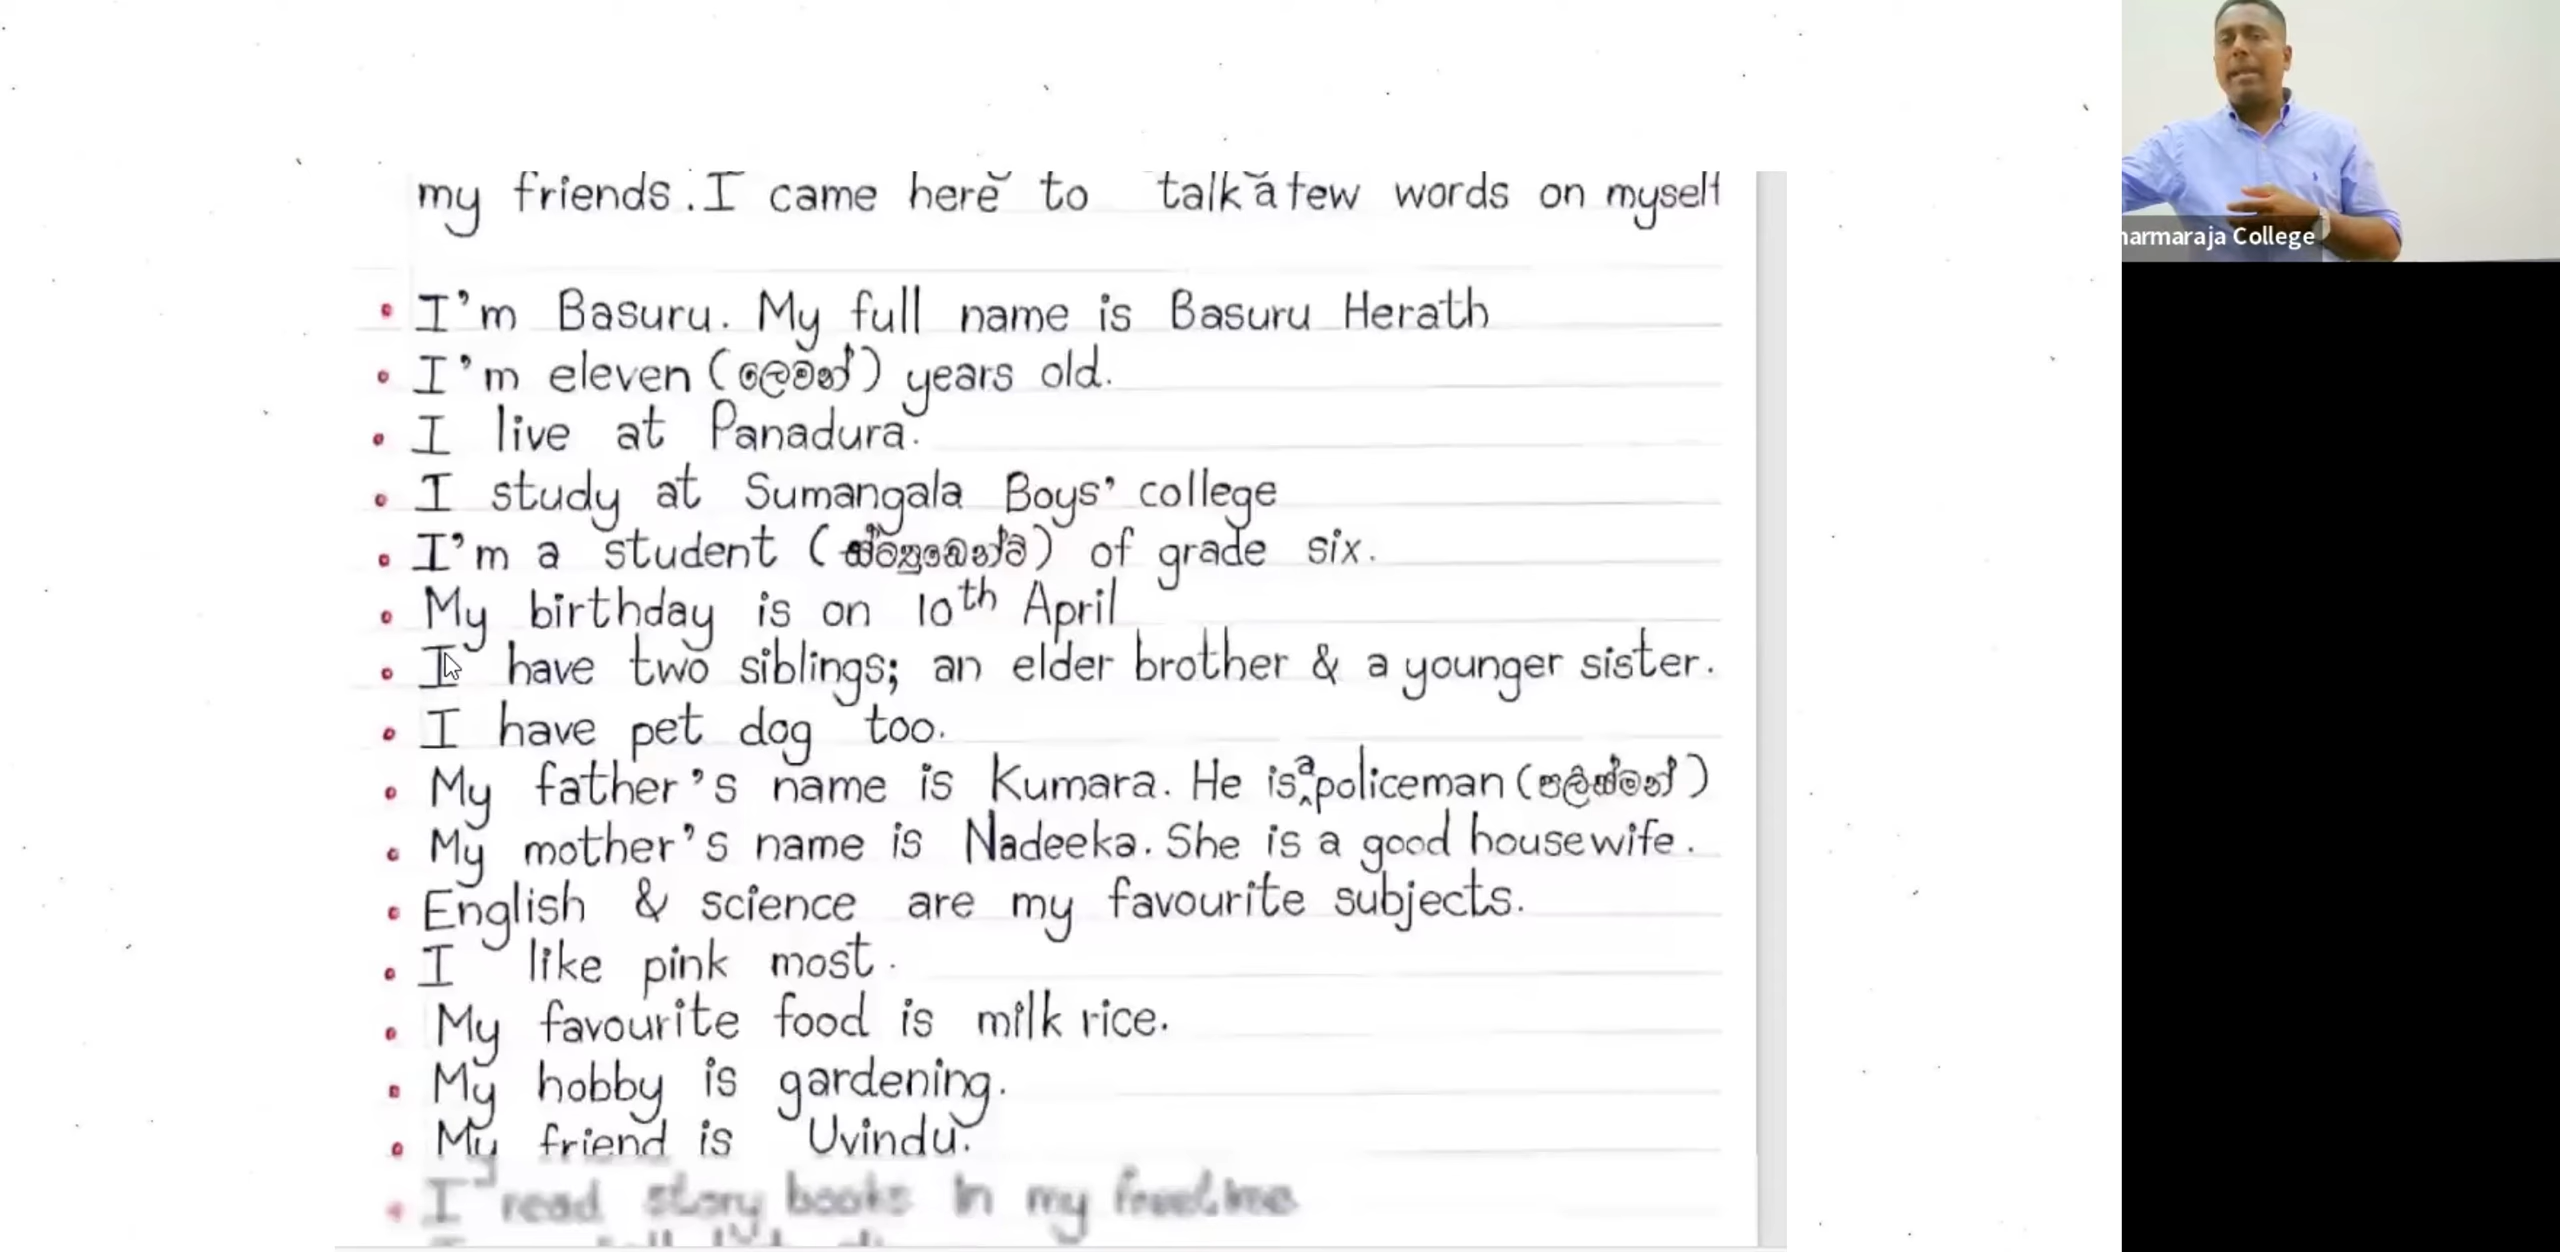 my friends. I came here to talk a few words on myself
harmaraja College
• I'm Basuru. My full name is Basuru Herath
• I'm eleven (ඉලෙවන්) years old.
• I live at Panadura.
• I study at Sumangala Boys' college
• I'm a student (ස්ටුඩෙන්ට්) of grade six.
• My birthday is on 10th April
• I have two siblings; an elder brother & a younger sister.
• I have pet dog too.
• My father's name is Kumara. He is a policeman (පලිස්මන්)
• My mother's name is Nadeeka. She is a good housewife.
• English & science are my favourite subjects.
• I like pink most.
• My favourite food is milk rice.
• My hobby is gardening.
• My friend is Uvindu.
• I read story books in my freetime